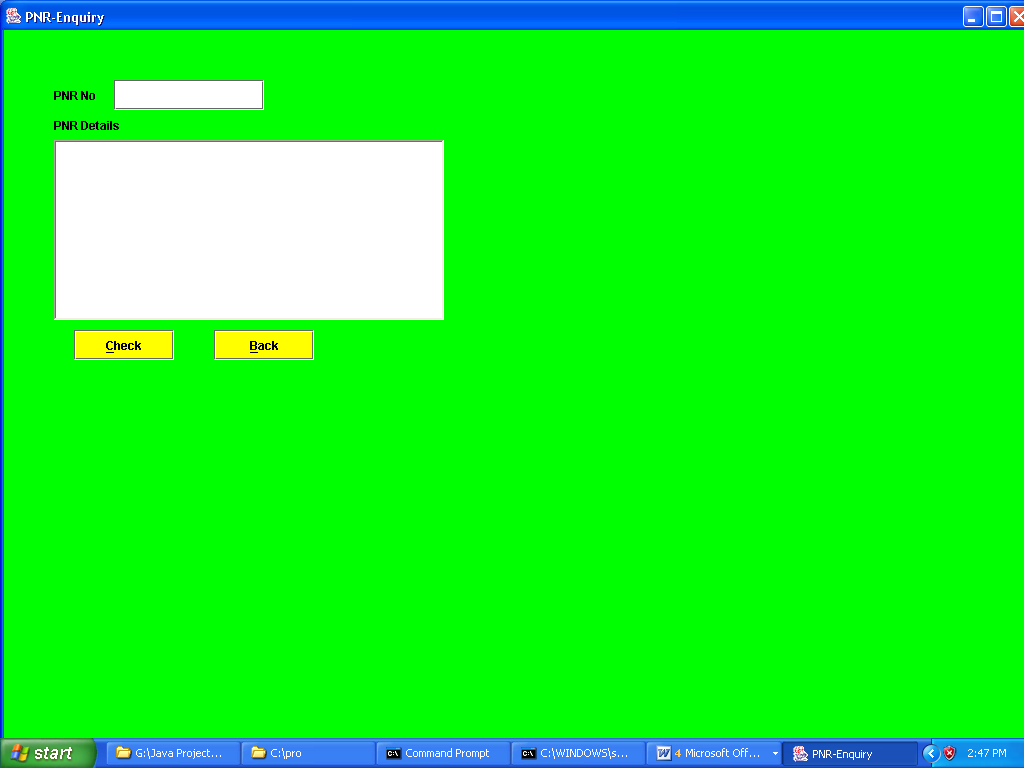 PNR-Enquiry
PNR No
PNR Details
Check Back
start G:\Java Project... C:\pro Command Prompt C:\WINDOWS\s... 4 Microsoft Off... PNR-Enquiry 2:47 PM